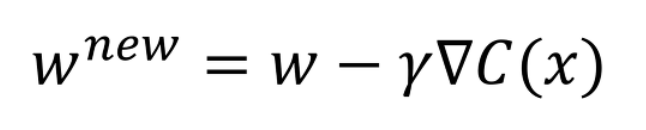 w^{new} = w − γ∇C(x)